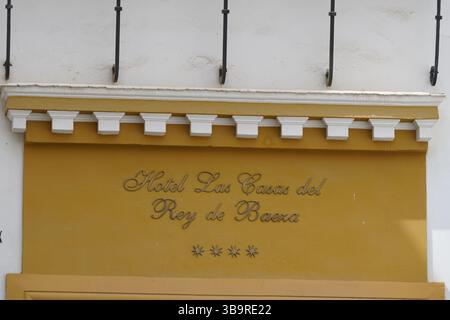 Hotel Las Casas del
Rey de Baeza